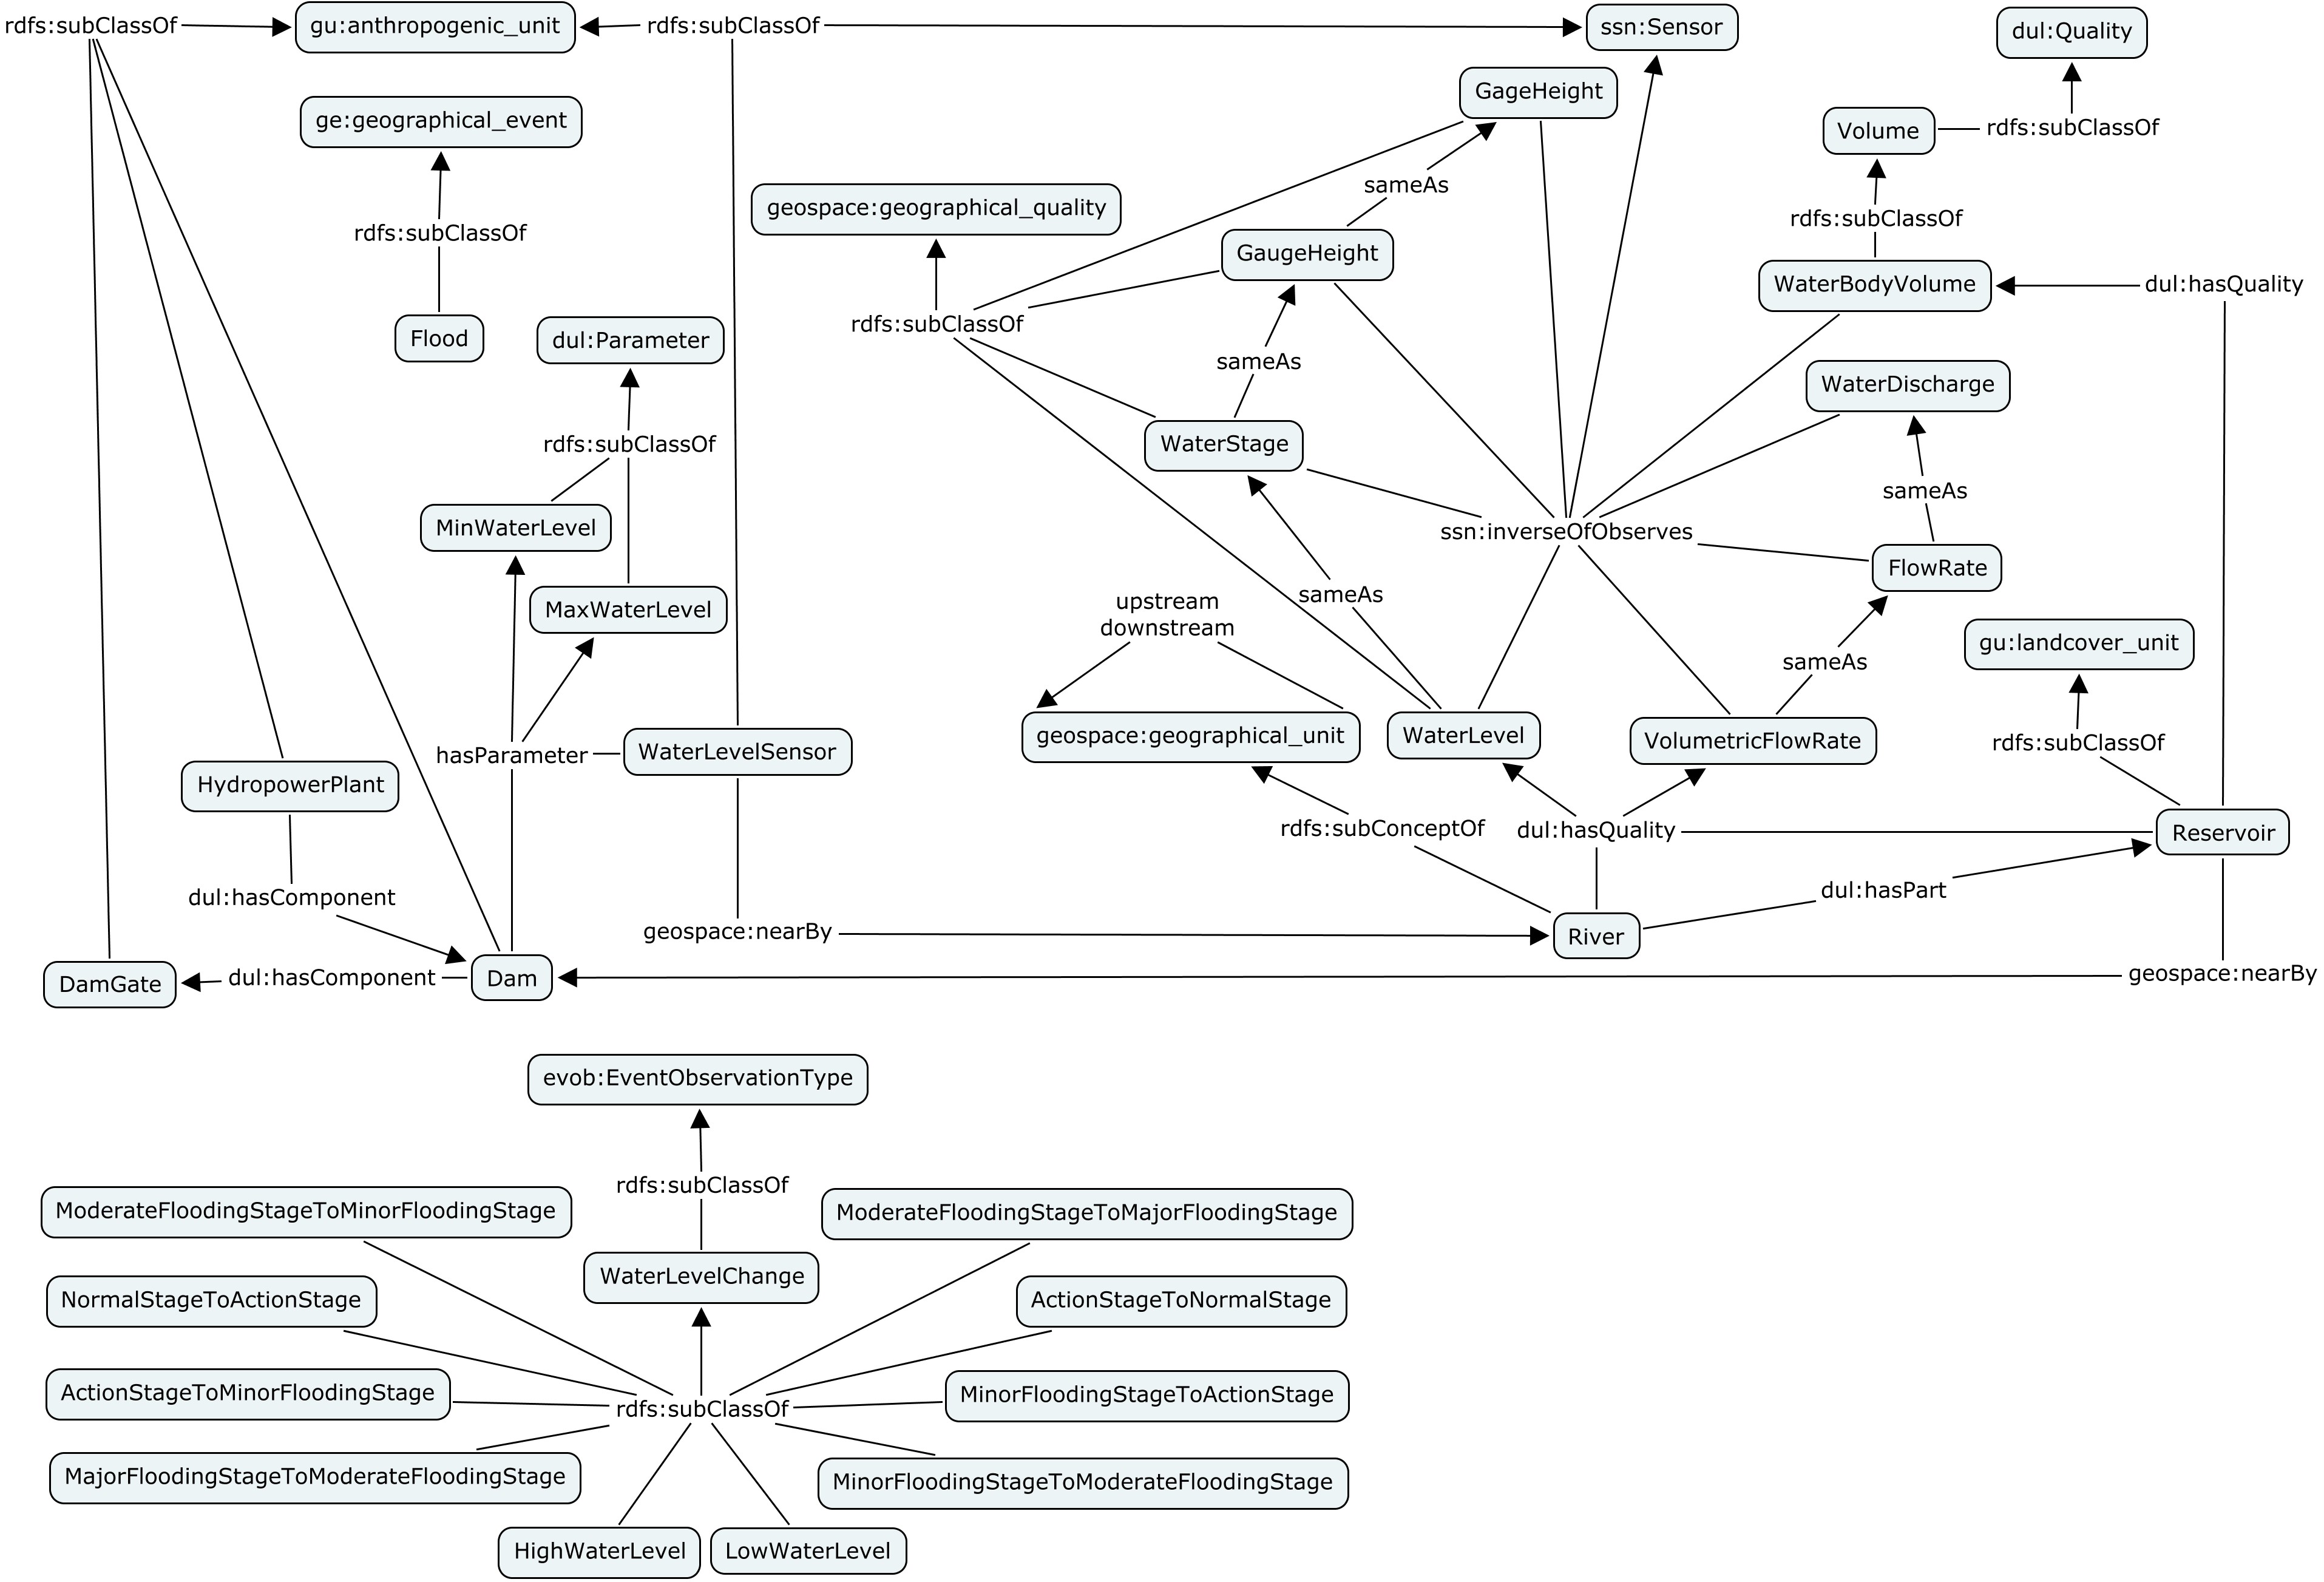 rdfs:subClassOf
gu:anthropogenic_unit
rdfs:subClassOf
ssn:Sensor
dul:Quality
GageHeight
ge:geographical_event
Volume
rdfs:subClassOf
sameAs
geospace:geographical_quality
rdfs:subClassOf
rdfs:subClassOf
GaugeHeight
WaterBodyVolume
dul:hasQuality
rdfs:subClassOf
Flood
dul:Parameter
sameAs
WaterDischarge
rdfs:subClassOf
WaterStage
sameAs
MinWaterLevel
ssn:inverseOfObserves
FlowRate
MaxWaterLevel
upstream
downstream
sameAs
gu:landcover_unit
sameAs
geospace:geographical_unit
WaterLevel
VolumetricFlowRate
rdfs:subClassOf
hasParameter
WaterLevelSensor
HydropowerPlant
rdfs:subConceptOf
dul:hasQuality
Reservoir
dul:hasComponent
dul:hasPart
geospace:nearBy
River
DamGate
dul:hasComponent
Dam
geospace:nearBy
evob:EventObservationType
rdfs:subClassOf
ModerateFloodingStageToMinorFloodingStage
ModerateFloodingStageToMajorFloodingStage
WaterLevelChange
NormalStageToActionStage
ActionStageToNormalStage
ActionStageToMinorFloodingStage
MinorFloodingStageToActionStage
rdfs:subClassOf
MajorFloodingStageToModerateFloodingStage
MinorFloodingStageToModerateFloodingStage
HighWaterLevel
LowWaterLevel